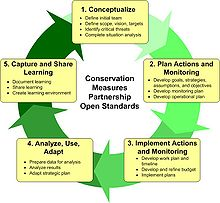 1. Conceptualize
• Define initial team
• Define scope, vision, targets
• Identify critical threats
• Complete situation analysis
2. Plan Actions and
Monitoring
• Develop goals, strategies,
assumptions, and objectives
• Develop monitoring plan
• Develop operational plan
3. Implement Actions
and Monitoring
• Develop work plan and
timeline
• Develop and refine budget
• Implement plans
4. Analyze, Use,
Adapt
• Prepare data for analysis
• Analyze results
• Adapt strategic plan
5. Capture and Share
Learning
• Document learning
• Share learning
• Create learning environment
Conservation
Measures
Partnership
Open Standards